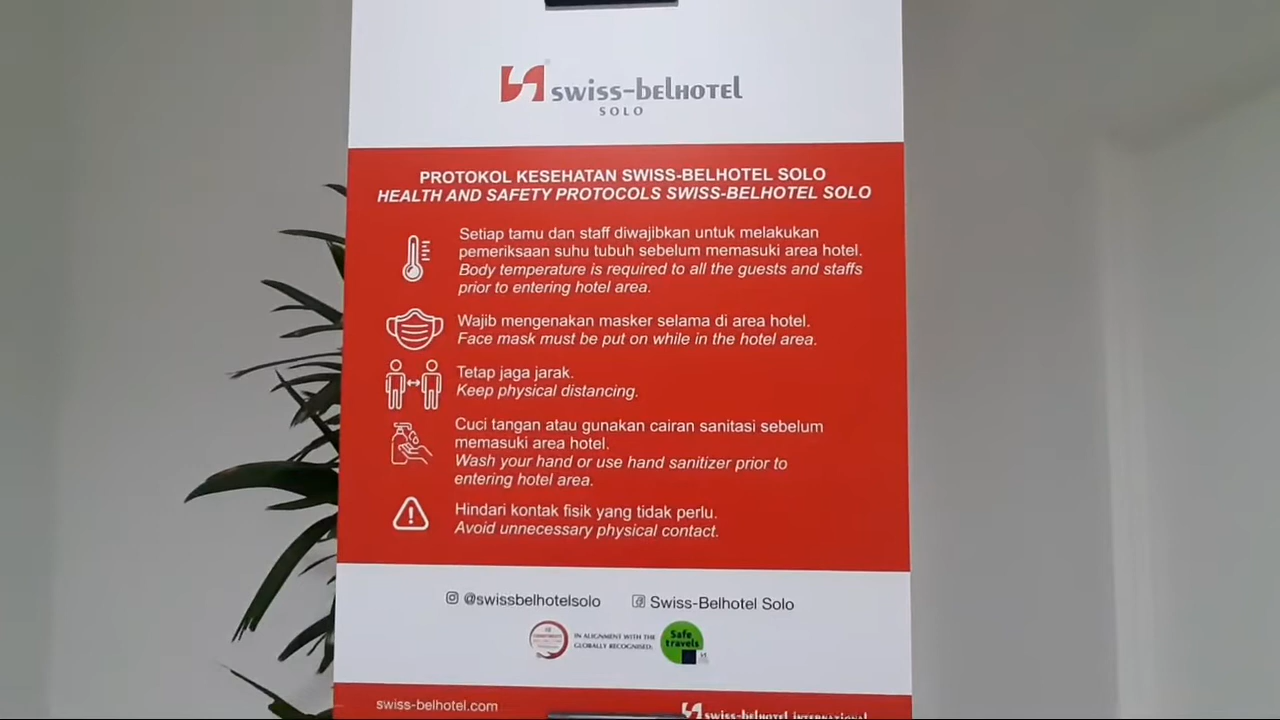 swiss-belHOTEL
SOLO
PROTOKOL KESEHATAN SWISS-BELHOTEL SOLO
HEALTH AND SAFETY PROTOCOLS SWISS-BELHOTEL SOLO
Setiap tamu dan staff diwajibkan untuk melakukan
pemeriksaan suhu tubuh sebelum memasuki area hotel.
Body temperature is required to all the guests and staffs
prior to entering hotel area.
Wajib mengenakan masker selama di area hotel.
Face mask must be put on while in the hotel area.
Tetap jaga jarak.
Keep physical distancing.
Cuci tangan atau gunakan cairan sanitasi sebelum
memasuki area hotel.
Wash your hand or use hand sanitizer prior to
entering hotel area.
Hindari kontak fisik yang tidak perlu.
Avoid unnecessary physical contact.
@swissbelhotelsolo Swiss-Belhotel Solo
IN ALIGNMENT WITH THE
GLOBALLY RECOGNISED:
Safe
travels
swiss-belhotel.com
swiss-belhotel INTERNATIONAL